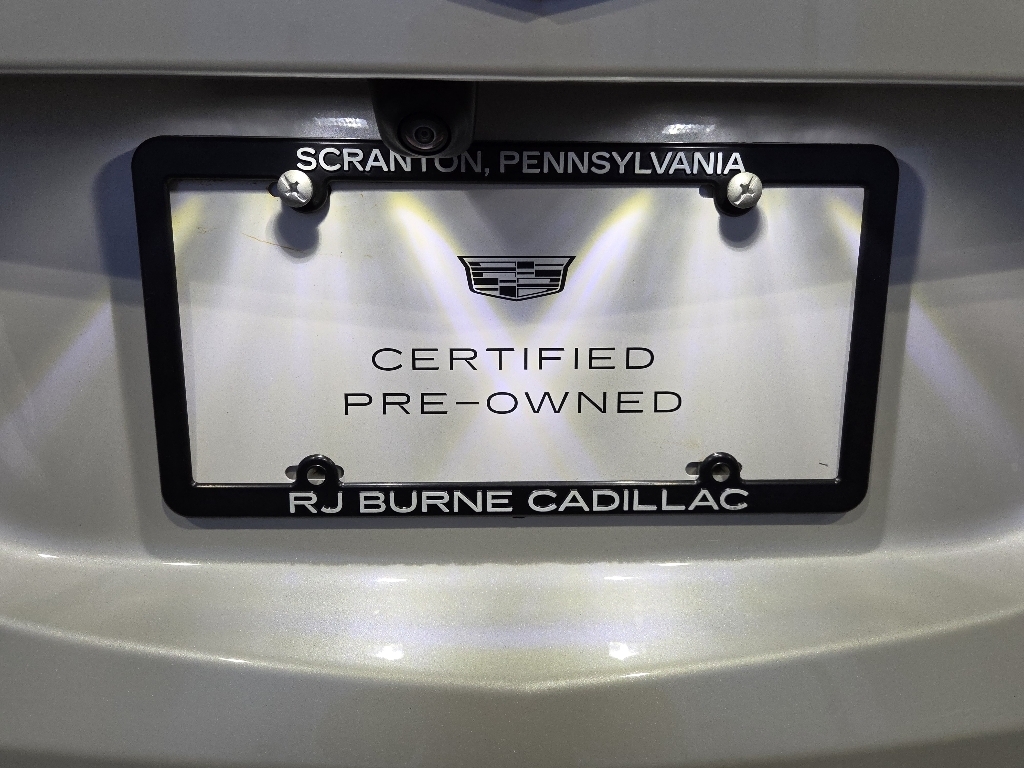 SCRANTON, PENNSYLVANIA
CERTIFIED
PRE-OWNED
RJ BURNE CADILLAC